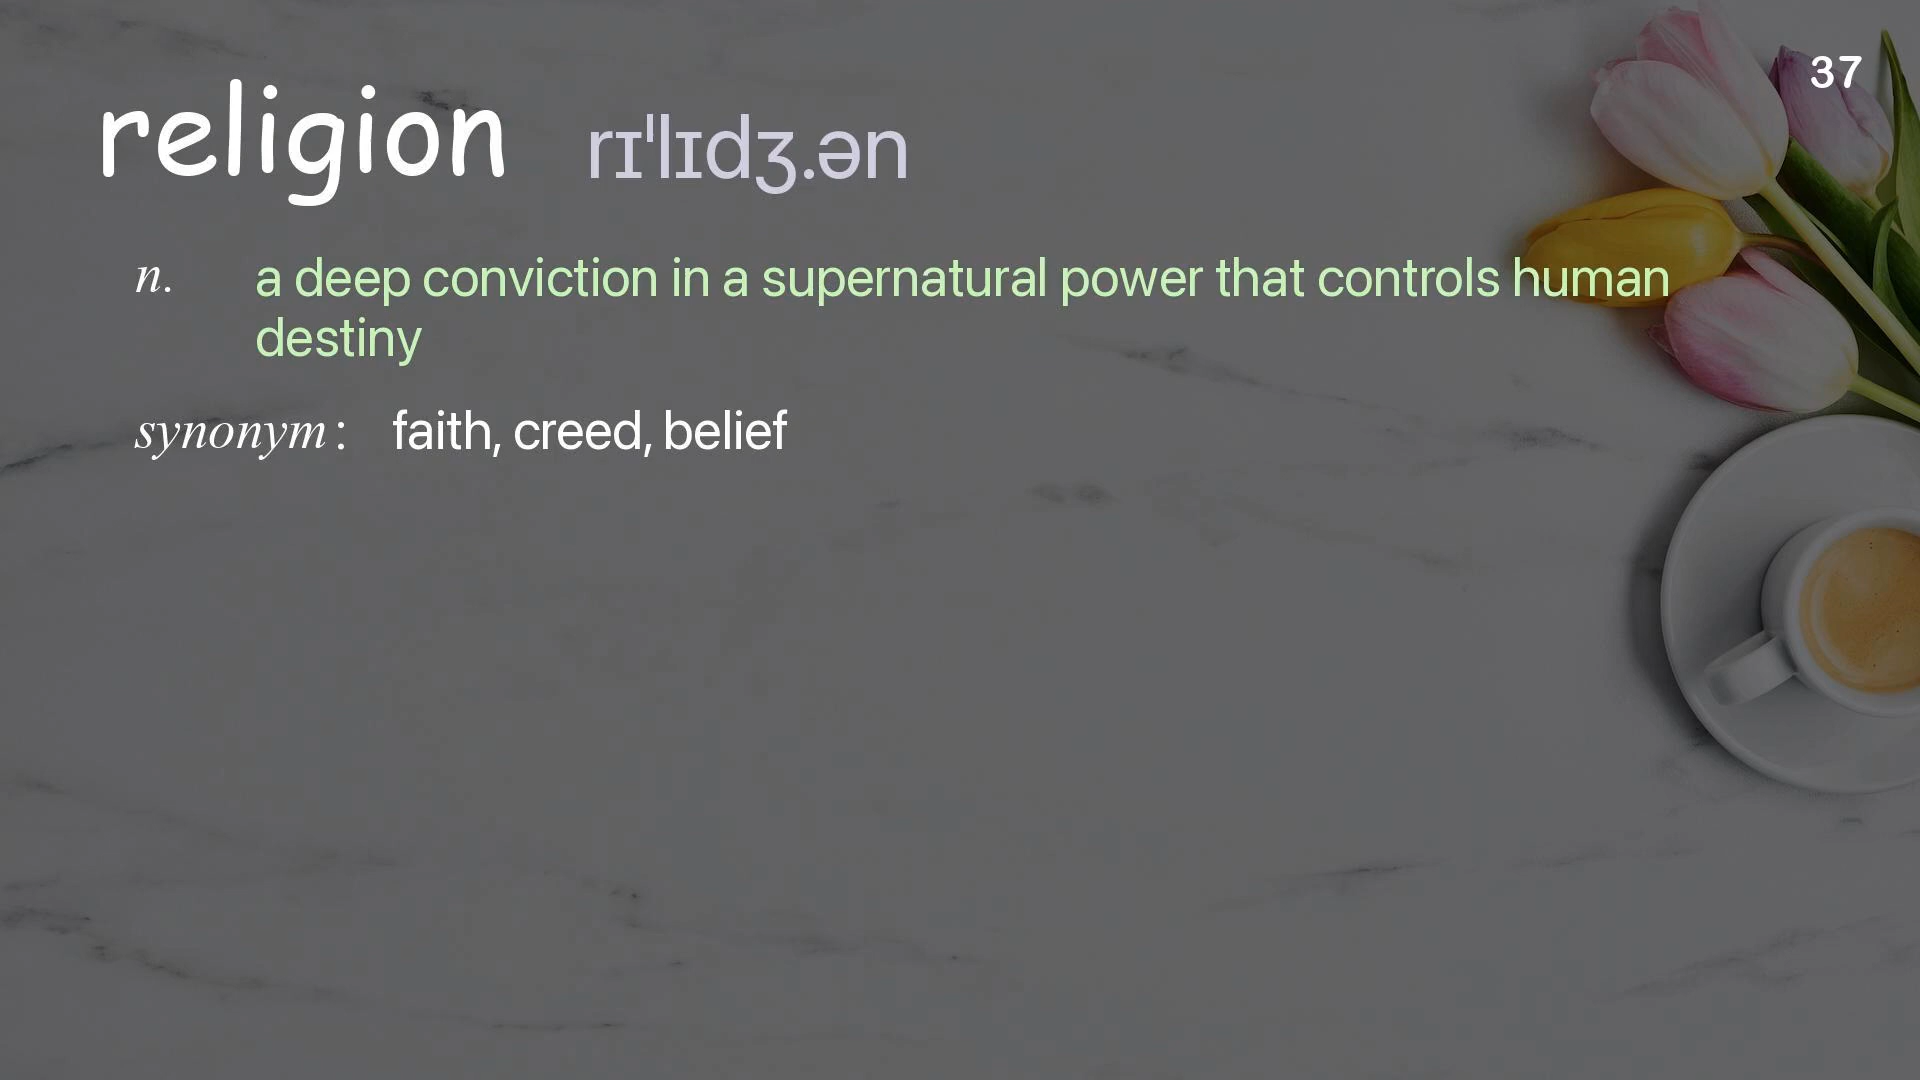 37
religion rɪˈlɪdʒ.ən
n. a deep conviction in a supernatural power that controls human
destiny
synonym: faith, creed, belief